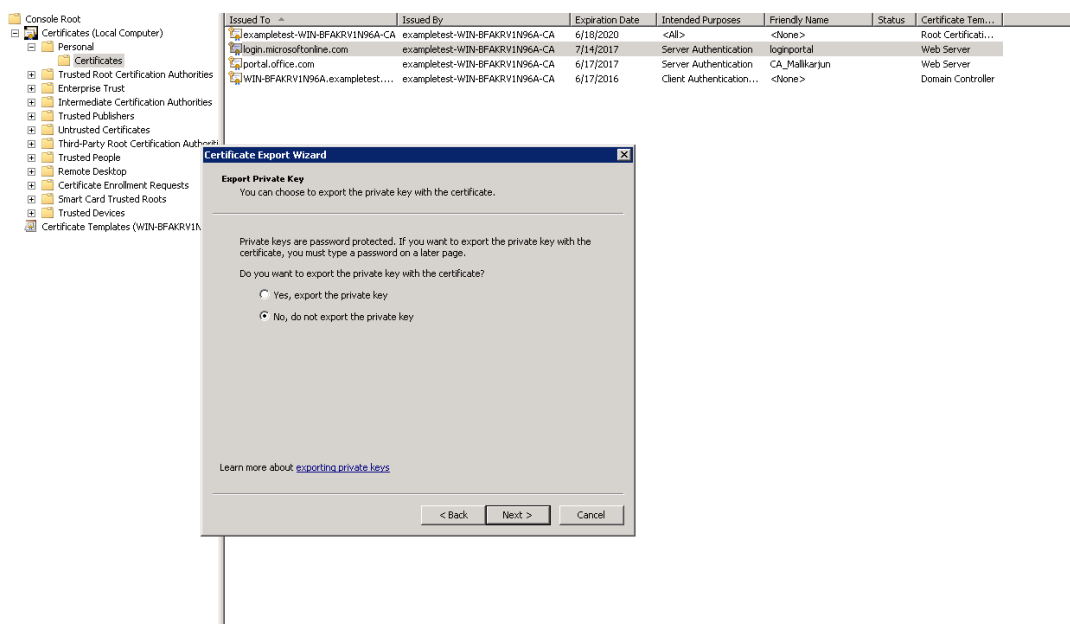 Console Root
Certificates (Local Computer)
Personal
Certificates
Trusted Root Certification Authorities
Enterprise Trust
Intermediate Certification Authorities
Trusted Publishers
Untrusted Certificates
Third-Party Root Certification Authoriti
Trusted People
Remote Desktop
Certificate Enrollment Requests
Smart Card Trusted Roots
Trusted Devices
Certificate Templates (WIN-BFAKRV1N
Issued To Issued By Expiration Date Intended Purposes Friendly Name Status Certificate Tem...
exampletest-WIN-BFAKRV1N96A-CA exampletest-WIN-BFAKRV1N96A-CA 6/18/2020 <All> <None> Root Certificati...
login.microsoftonline.com exampletest-WIN-BFAKRV1N96A-CA 7/14/2017 Server Authentication loginportal Web Server
portal.office.com exampletest-WIN-BFAKRV1N96A-CA 6/17/2017 Server Authentication CA_Mallikarjun Web Server
WIN-BFAKRV1N96A.exampletest.... exampletest-WIN-BFAKRV1N96A-CA 6/17/2016 Client Authentication... <None> Domain Controller
Certificate Export Wizard
Export Private Key
You can choose to export the private key with the certificate.
Private keys are password protected. If you want to export the private key with the
certificate, you must type a password on a later page.
Do you want to export the private key with the certificate?
Yes, export the private key
No, do not export the private key
Learn more about exporting private keys
< Back Next > Cancel